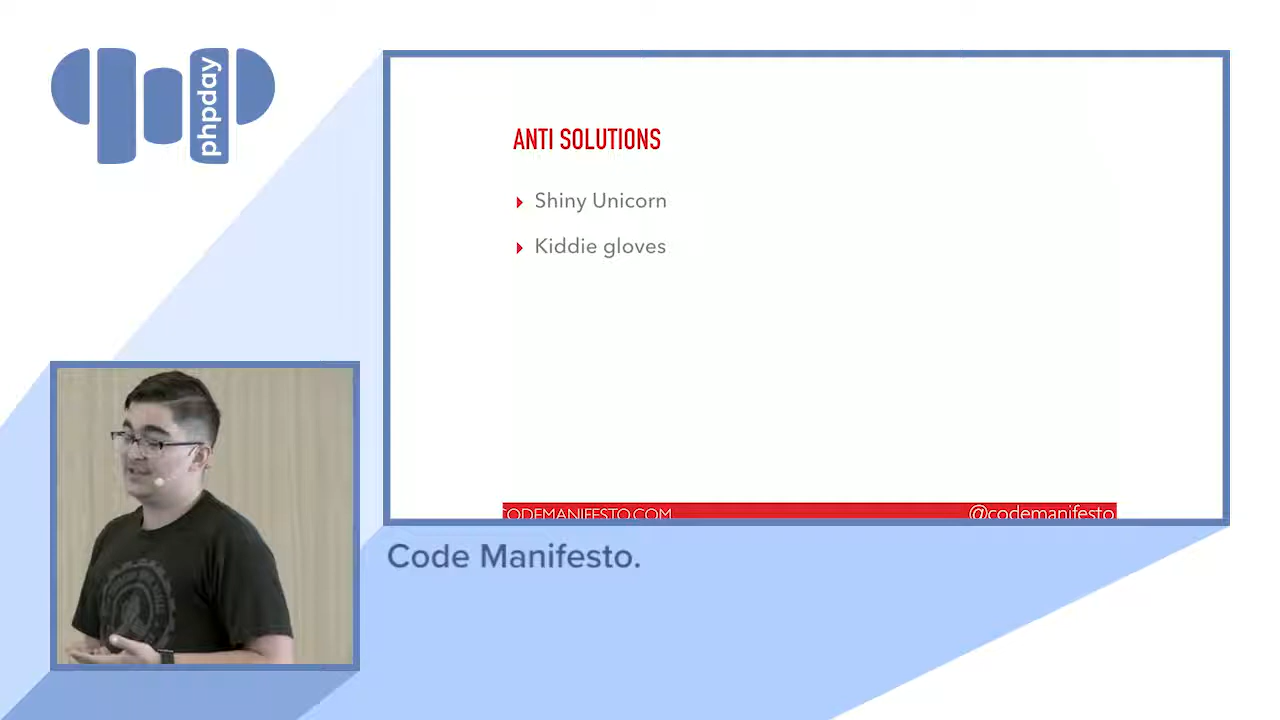 phpday
ANTI SOLUTIONS
Shiny Unicorn
Kiddie gloves
CODEMANIFESTO.COM
@codemanifesto
Code Manifesto.